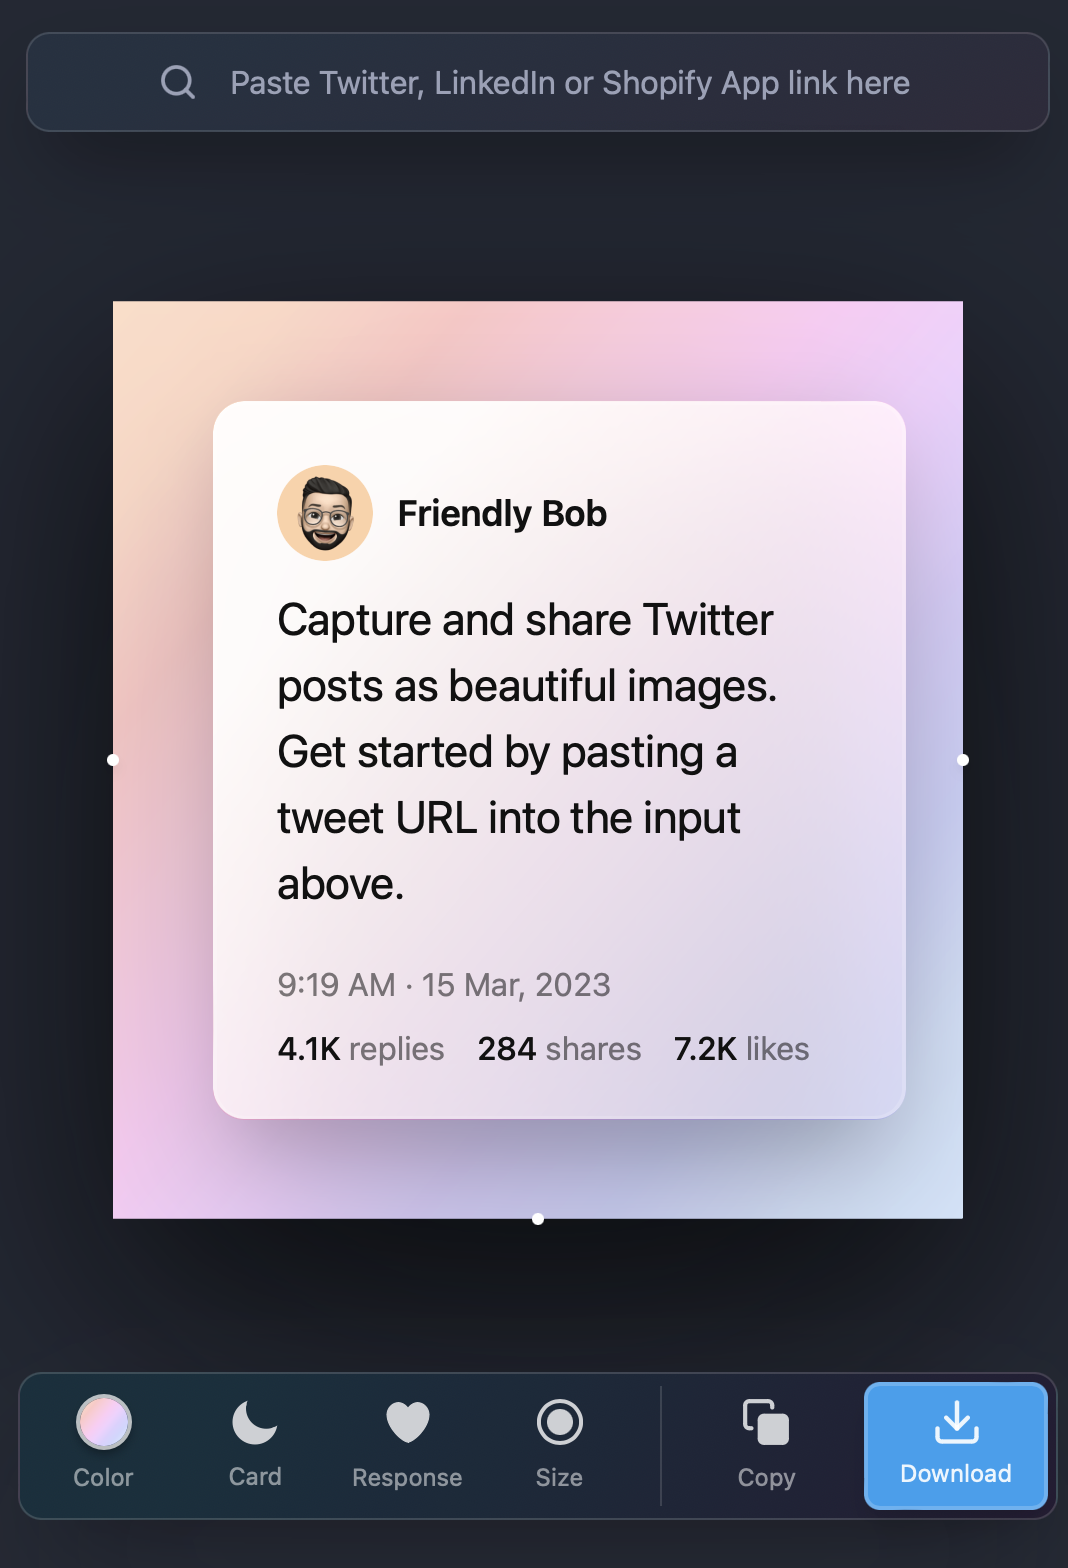 Paste Twitter, LinkedIn or Shopify App link here
Friendly Bob
Capture and share Twitter
posts as beautiful images.
Get started by pasting a
tweet URL into the input
above.
9:19 AM · 15 Mar, 2023
4.1K replies 284 shares 7.2K likes
Color Card Response Size Copy Download